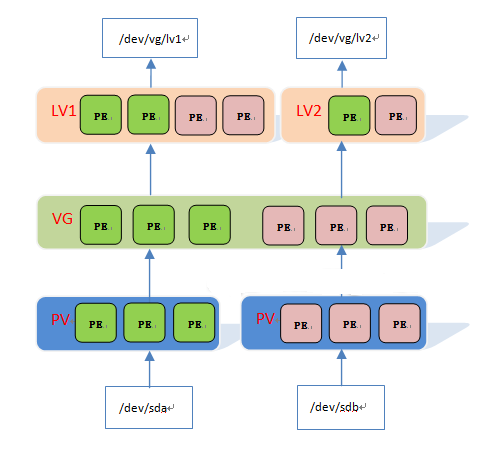 /dev/vg/lv1 /dev/vg/lv2
LV1 PE PE PE PE LV2 PE PE
VG PE PE PE PE PE PE
PV PE PE PE PV PE PE PE
/dev/sda /dev/sdb